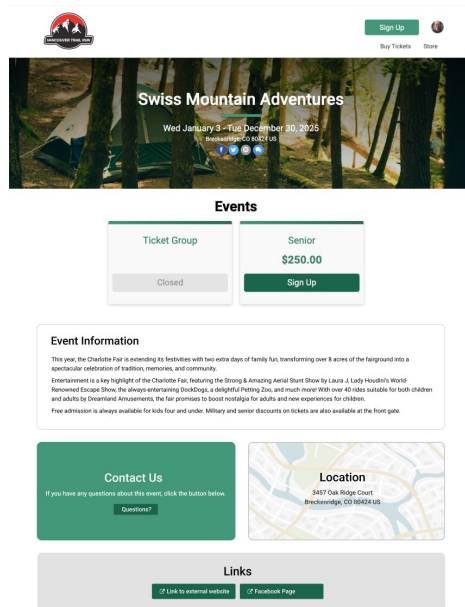 Sign Up
VANCOUVER TRAIL RUN
Buy Tickets Store
Swiss Mountain Adventures
Wed January 3 - Tue December 30, 2025
Breckenridge, CO 80424 US
Events
Ticket Group
Closed
Senior
$250.00
Sign Up
Event Information
This year, the Charlotte Fair is extending its festivities with two extra days of family fun, transforming over 8 acres of the fairground into a
spectacular celebration of tradition, memories, and community.
Entertainment is a key highlight of the Charlotte Fair, featuring the Strong & Amazing Aerial Stunt Show by Laura J, Lady Houdini's World-
Renowned Escape Show, the always-entertaining DockDogs, a delightful Petting Zoo, and much more! With over 40 rides suitable for both children
and adults by Dreamland Amusements, the fair promises to boost nostalgia for adults and new experiences for children.
Free admission is always available for kids four and under. Military and senior discounts on tickets are also available at the front gate.
Contact Us
If you have any questions about this event, click the button below.
Questions?
Location
3457 Oak Ridge Court
Breckenridge, CO 80424 US
Links
Link to external website
Facebook Page